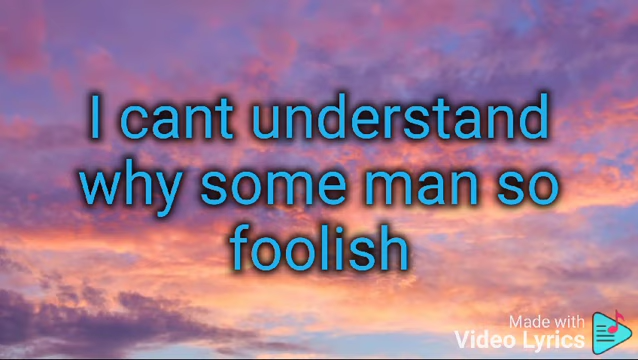 I cant understand
why some man so
foolish
Made with
Video Lyrics